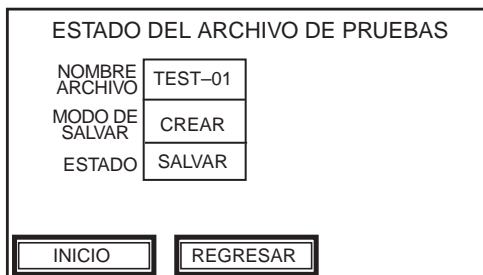 ESTADO DEL ARCHIVO DE PRUEBAS
NOMBRE
ARCHIVO
TEST–01
MODO DE
SALVAR
CREAR
ESTADO
SALVAR
INICIO
REGRESAR